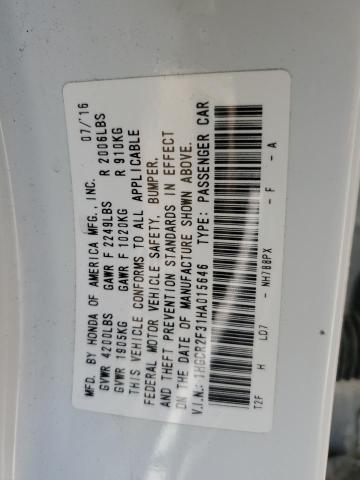 MFD. BY HONDA OF AMERICA MFG., INC. 07/'16
GVWR 4200LBS GAWR F 2249LBS R 2006LBS
GVWR 1905KG GAWR F 1020KG R 910KG
THIS VEHICLE CONFORMS TO ALL APPLICABLE
FEDERAL MOTOR VEHICLE SAFETY, BUMPER,
AND THEFT PREVENTION STANDARDS IN EFFECT
ON THE DATE OF MANUFACTURE SHOWN ABOVE.
V.I.N.: 1HGCR2F31HA015646 TYPE: PASSENGER CAR
LD7 - NH788PX - F - A
T2F H